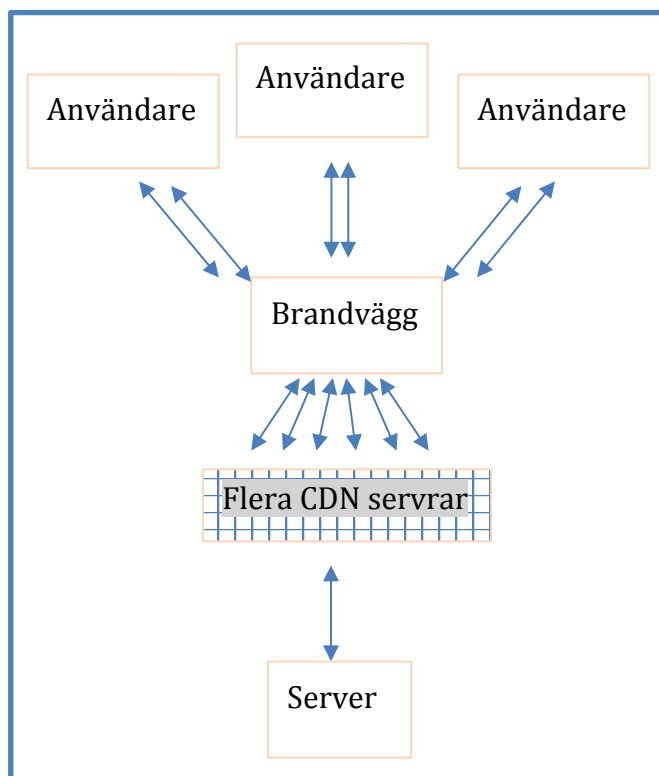 Användare
Användare
Användare
Brandvägg
Flera CDN servrar
Server